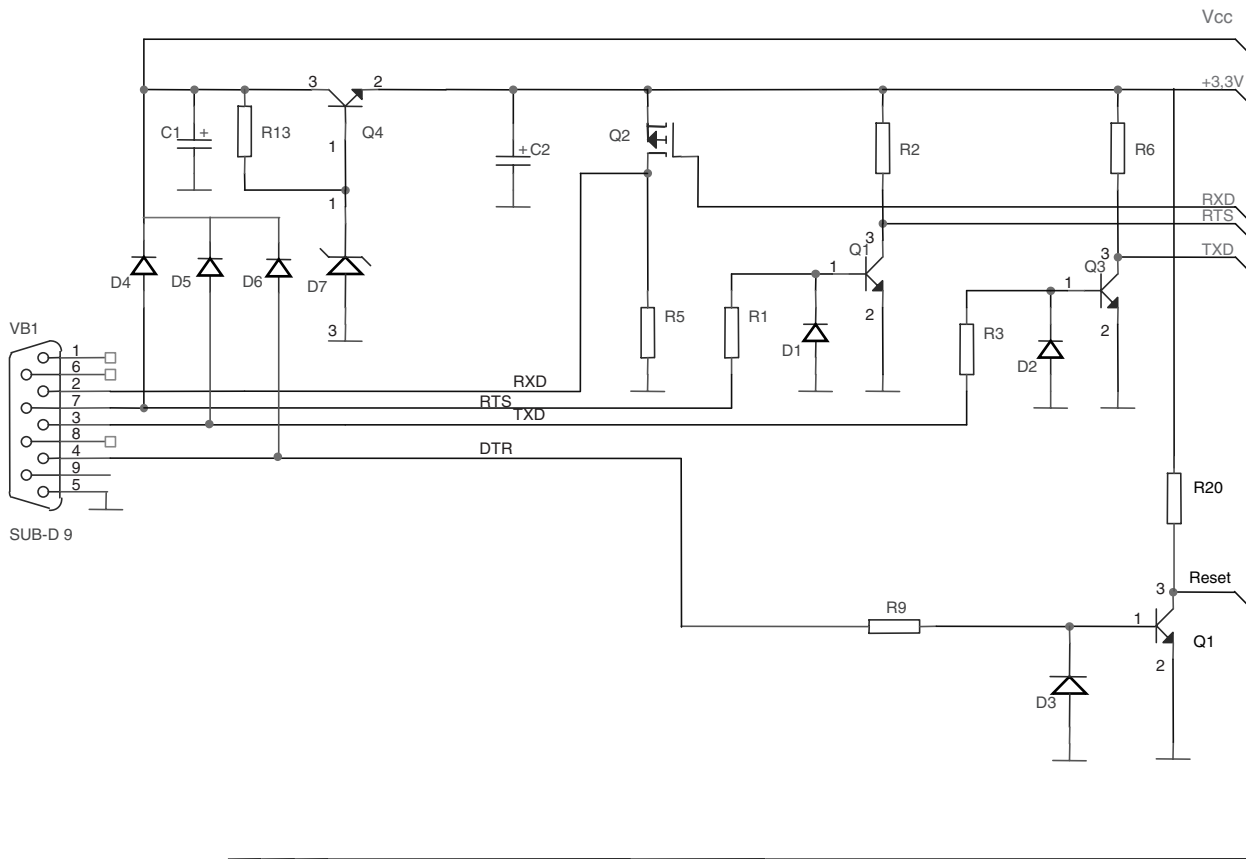 Vcc
3 2 +3,3V
C1 + R13 Q4 Q2 +C2 R2 R6
1
1 RXD
RTS
3 Q1 3 Q3 TXD
D4 D5 D6 D7 1 1
R5 R1 2 R3 2
VB1 3 D1 D2
1
6
2 RXD
7 RTS
3 TXD
8
4 DTR
9
5 R20
SUB-D 9
3 Reset
R9 1 Q1
2
D3